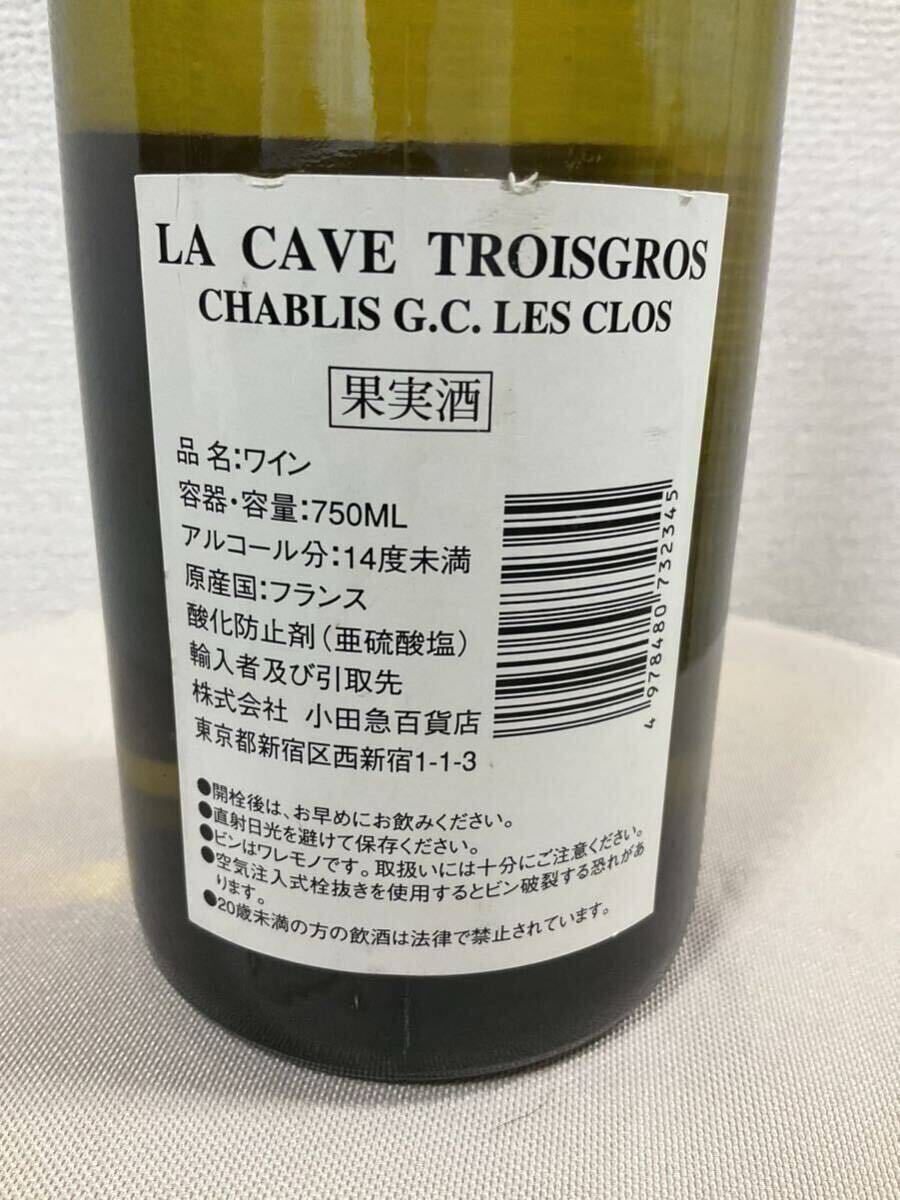 LA CAVE TROISGROS
CHABLIS G.C. LES CLOS
果実酒
品名:ワイン
容器・容量:750ML
アルコール分:14度未満
原産国:フランス
酸化防止剤(亜硫酸塩)
輸入者及び引取先
株式会社 小田急百貨店
東京都新宿区西新宿1-1-3
4978480732345
●開栓後は、お早めにお飲みください。
●直射日光を避けて保存ください。
●ビンはワレモノです。取扱いには十分にご注意ください。
●空気注入式栓抜きを使用するとビン破裂する恐れがあ
ります。
●20歳未満の方の飲酒は法律で禁止されています。